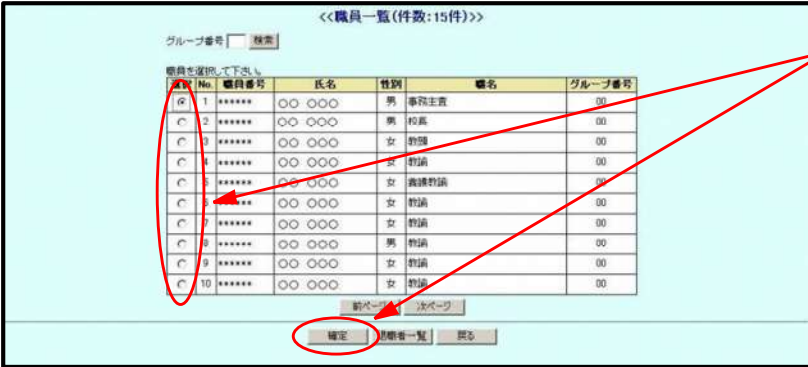 <<職員一覧(件数:15件)>>
グループ番号 検索
職員を選択して下さい。
選択 No. 職員番号 氏名 性別 職名 グループ番号
1 ****** ○○ ○○○ 男 事務主査 00
2 ****** ○○ ○○○ 男 校長 00
3 ****** ○○ ○○○ 女 教頭 00
4 ****** ○○ ○○○ 女 教諭 00
5 ****** ○○ ○○○ 女 養護教諭 00
6 ****** ○○ ○○○ 女 教諭 00
7 ****** ○○ ○○○ 女 教諭 00
8 ****** ○○ ○○○ 男 教諭 00
9 ****** ○○ ○○○ 女 教諭 00
10 ****** ○○ ○○○ 女 教諭 00
前ページ 次ページ
確定 退職者一覧 戻る